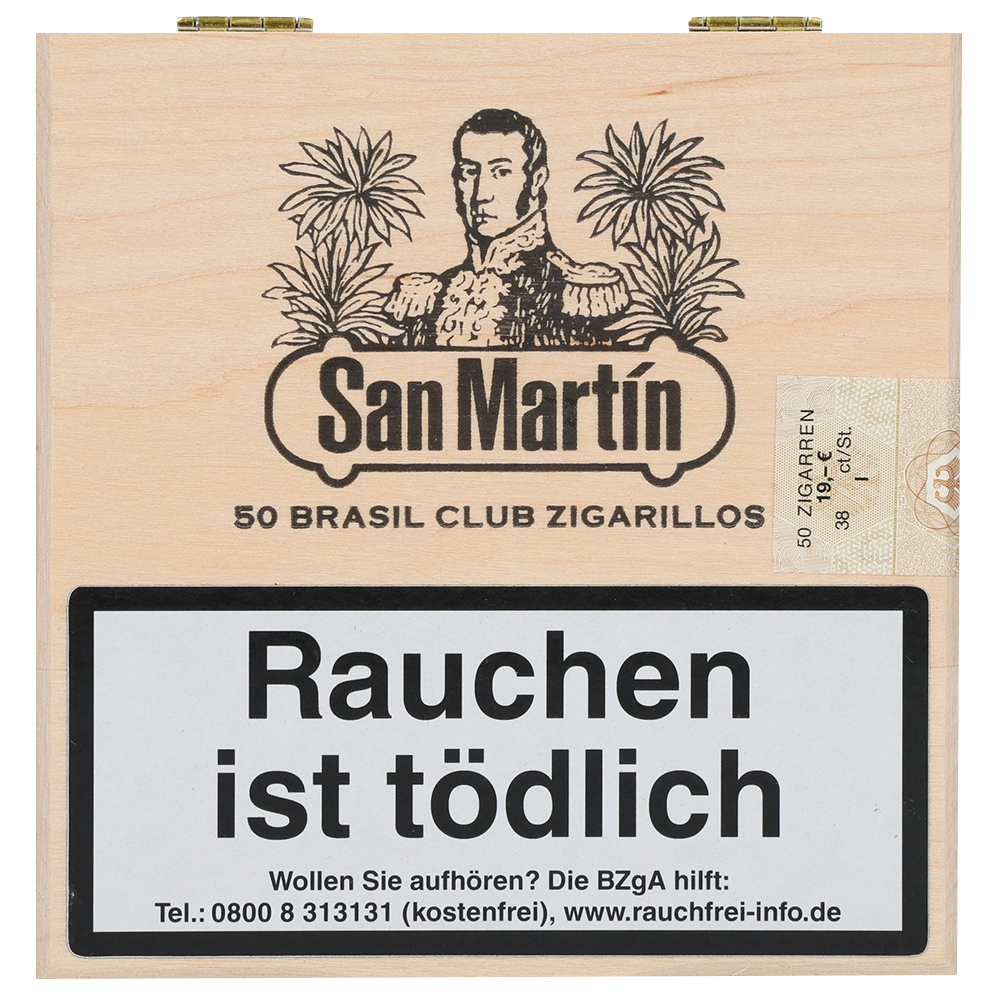 San Martín
50 BRASIL CLUB ZIGARILLOS
50 ZIGARREN
19,– €
38 ct/St.
I
Rauchen
ist tödlich
Wollen Sie aufhören? Die BZgA hilft:
Tel.: 0800 8 313131 (kostenfrei), www.rauchfrei-info.de